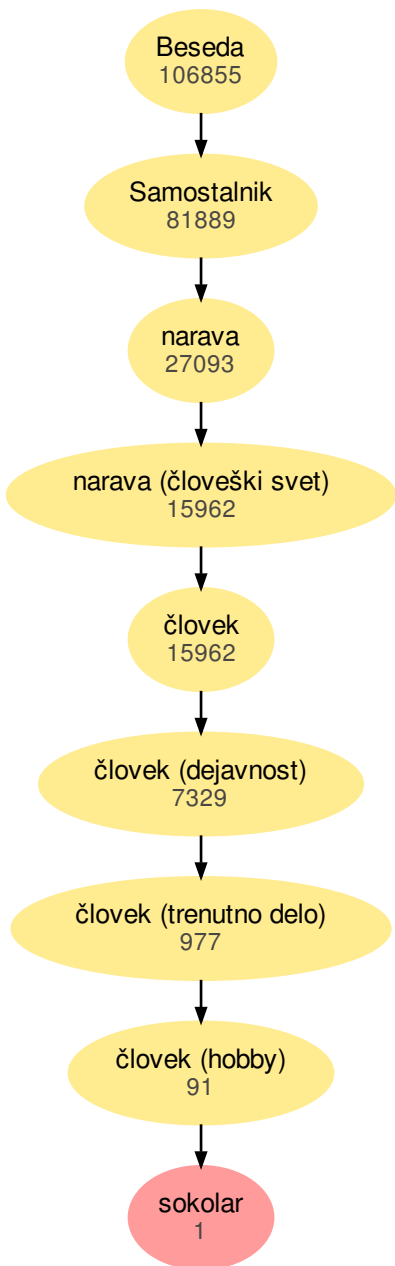 Beseda
106855
Samostalnik
81889
narava
27093
narava (človeški svet)
15962
človek
15962
človek (dejavnost)
7329
človek (trenutno delo)
977
človek (hobby)
91
sokolar
1